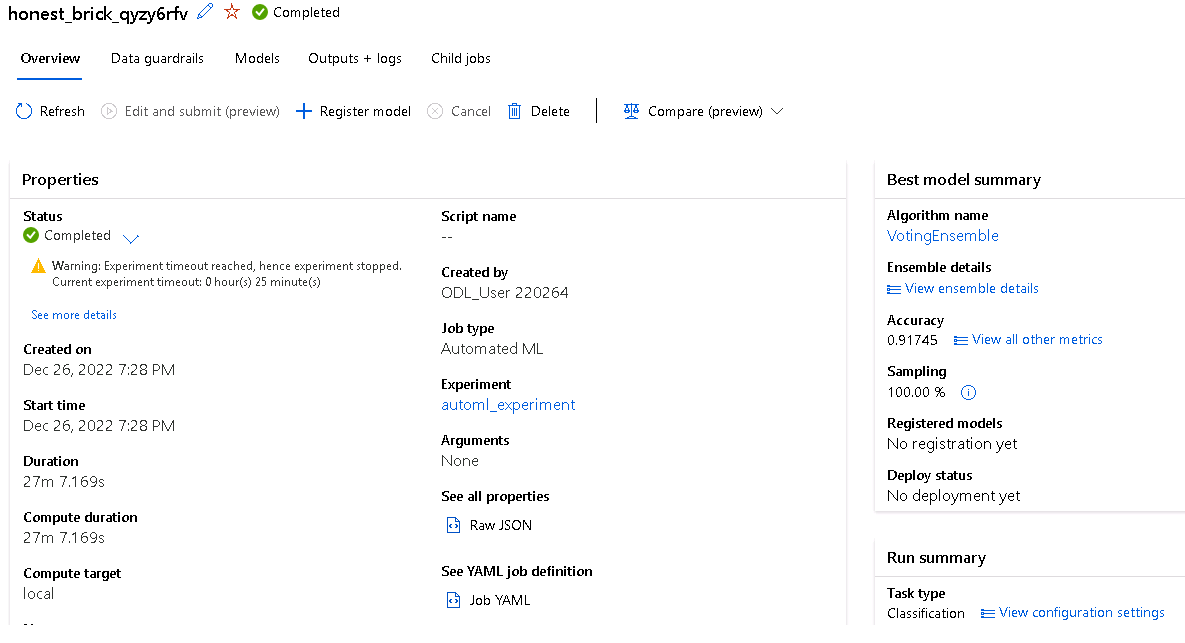 honest_brick_qyzy6rfv Completed
Overview Data guardrails Models Outputs + logs Child jobs
Refresh Edit and submit (preview) Register model Cancel Delete Compare (preview)
Properties
Status
Completed
Warning: Experiment timeout reached, hence experiment stopped.
Current experiment timeout: 0 hour(s) 25 minute(s)
See more details
Created on
Dec 26, 2022 7:28 PM
Start time
Dec 26, 2022 7:28 PM
Duration
27m 7.169s
Compute duration
27m 7.169s
Compute target
local
Script name
--
Created by
ODL_User 220264
Job type
Automated ML
Experiment
automl_experiment
Arguments
None
See all properties
Raw JSON
See YAML job definition
Job YAML
Best model summary
Algorithm name
VotingEnsemble
Ensemble details
View ensemble details
Accuracy
0.91745 View all other metrics
Sampling
100.00 %
Registered models
No registration yet
Deploy status
No deployment yet
Run summary
Task type
Classification View configuration settings